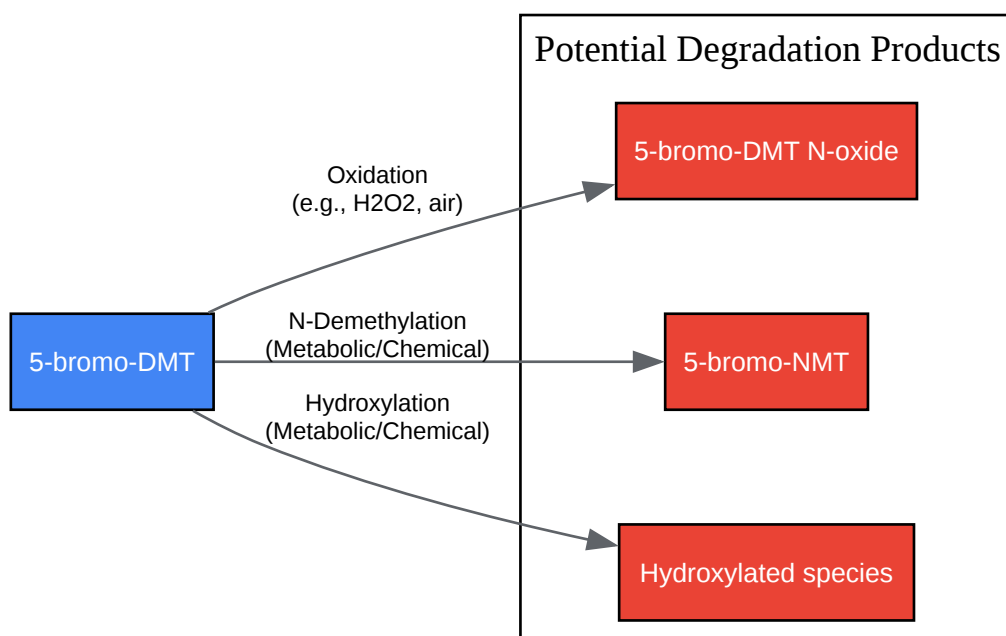 Potential Degradation Products
5-bromo-DMT N-oxide
Oxidation
(e.g., H2O2, air)
5-bromo-DMT
N-Demethylation
(Metabolic/Chemical)
5-bromo-NMT
Hydroxylation
(Metabolic/Chemical)
Hydroxylated species